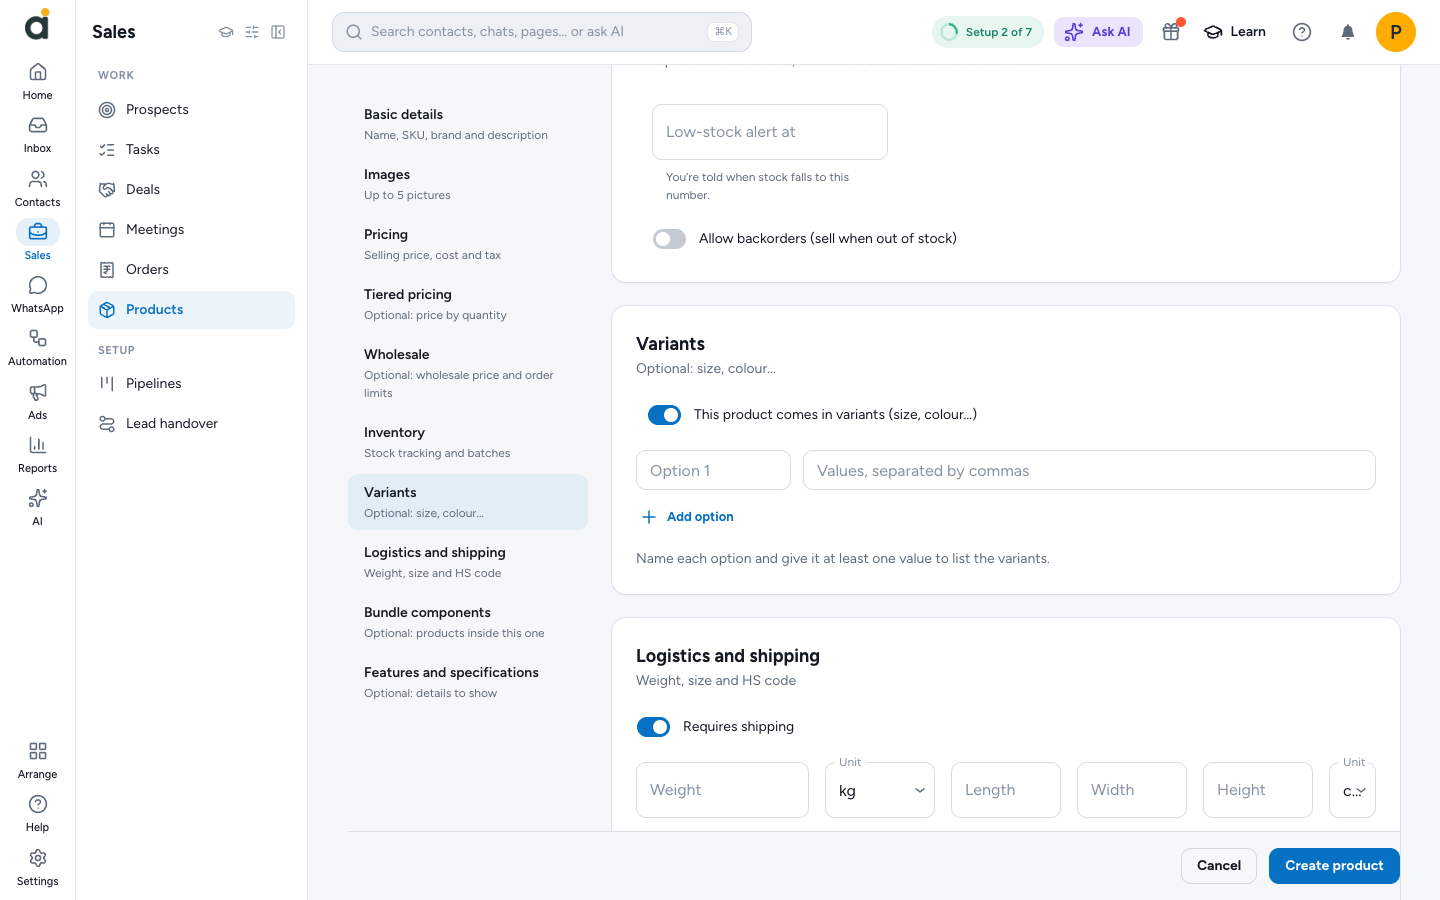 Sales
Search contacts, chats, pages... or ask AI
⌘K
Setup 2 of 7
Ask AI
Learn
P
Home
Inbox
Contacts
Sales
WhatsApp
Automation
Ads
Reports
AI
Arrange
Help
Settings
WORK
Prospects
Tasks
Deals
Meetings
Orders
Products
SETUP
Pipelines
Lead handover
Basic details
Name, SKU, brand and description
Images
Up to 5 pictures
Pricing
Selling price, cost and tax
Tiered pricing
Optional: price by quantity
Wholesale
Optional: wholesale price and order
limits
Inventory
Stock tracking and batches
Variants
Optional: size, colour...
Logistics and shipping
Weight, size and HS code
Bundle components
Optional: products inside this one
Features and specifications
Optional: details to show
Low-stock alert at
You're told when stock falls to this
number.
Allow backorders (sell when out of stock)
Variants
Optional: size, colour...
This product comes in variants (size, colour...)
Option 1
Values, separated by commas
Add option
Name each option and give it at least one value to list the variants.
Logistics and shipping
Weight, size and HS code
Requires shipping
Weight
Unit
kg
Length
Width
Height
Unit
c...
Cancel
Create product